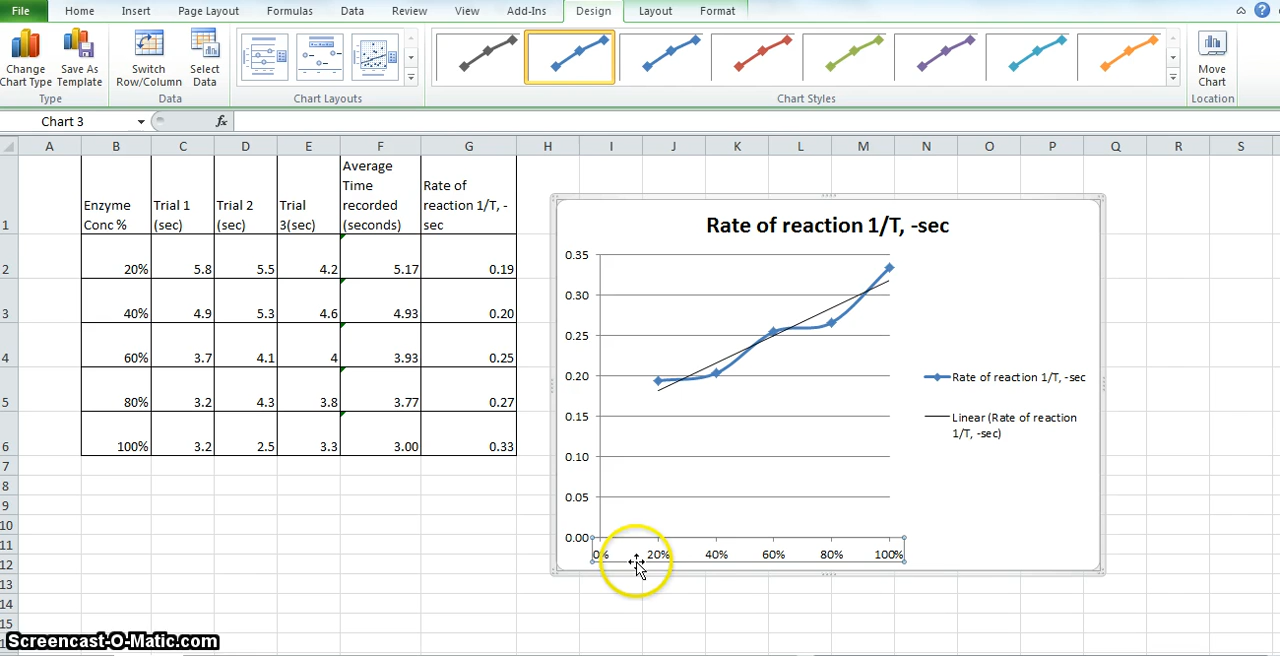 File Home Insert Page Layout Formulas Data Review View Add-Ins Design Layout Format
Change Chart Type
Save As Template
Switch Row/Column
Select Data
Move Chart
Type Data Chart Layouts Chart Styles Location
Chart 3 fx
A B C D E F G H I J K L M N O P Q R S
1 Enzyme Conc % Trial 1 (sec) Trial 2 (sec) Trial 3(sec) Average Time recorded (seconds) Rate of reaction 1/T, -sec
2 20% 5.8 5.5 4.2 5.17 0.19
3 40% 4.9 5.3 4.6 4.93 0.20
4 60% 3.7 4.1 4 3.93 0.25
5 80% 3.2 4.3 3.8 3.77 0.27
6 100% 3.2 2.5 3.3 3.00 0.33
7
8
9
10
11
12
13
14
15
Rate of reaction 1/T, -sec
0.35
0.30
0.25
0.20
0.15
0.10
0.05
0.00
0% 20% 40% 60% 80% 100%
Rate of reaction 1/T, -sec
Linear (Rate of reaction
1/T, -sec)
Screencast-O-Matic.com